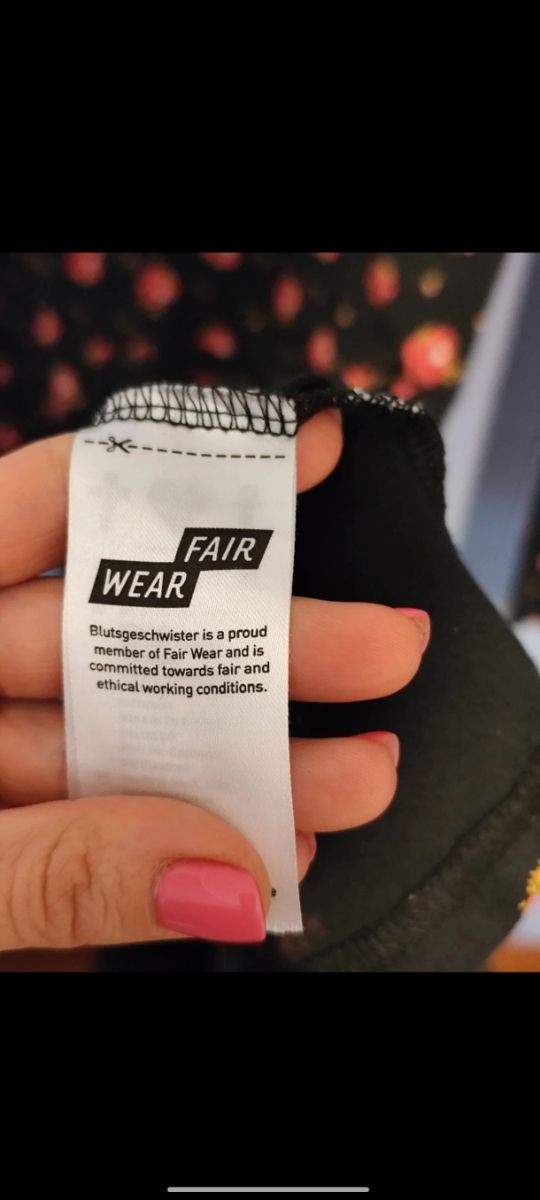 FAIR
WEAR
Blutsgeschwister is a proud
member of Fair Wear and is
committed towards fair and
ethical working conditions.